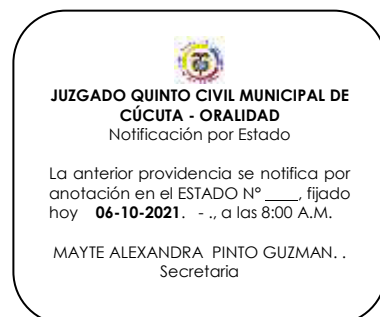 JUZGADO QUINTO CIVIL MUNICIPAL DE
CÚCUTA - ORALIDAD
Notificación por Estado
La anterior providencia se notifica por
anotación en el ESTADO N° ____, fijado
hoy 06-10-2021. - ., a las 8:00 A.M.
MAYTE ALEXANDRA PINTO GUZMAN. .
Secretaria